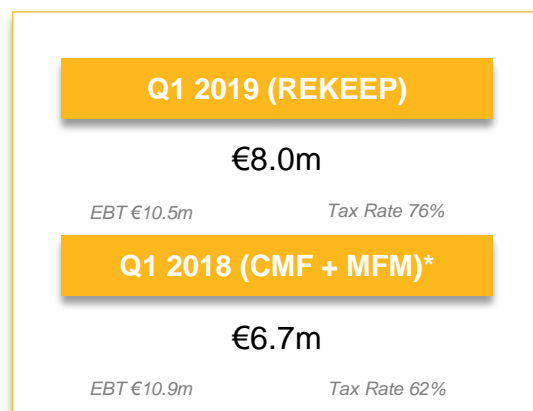 Q1 2019 (REKEEP)
€8.0m
EBT €10.5m Tax Rate 76%
Q1 2018 (CMF + MFM)*
€6.7m
EBT €10.9m Tax Rate 62%